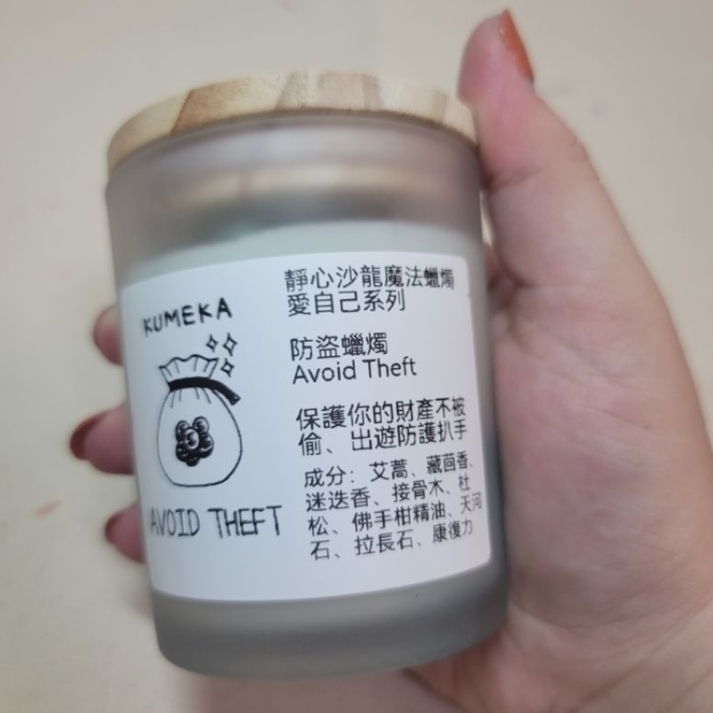 KUMEKA
AVOID THEFT
靜心沙龍魔法蠟燭
愛自己系列
防盜蠟燭
Avoid Theft
保護你的財產不被
偷、出遊防護扒手
成分：艾蒿、藏茴香、
迷迭香、接骨木、杜
松、佛手柑精油、天河
石、拉長石、康復力